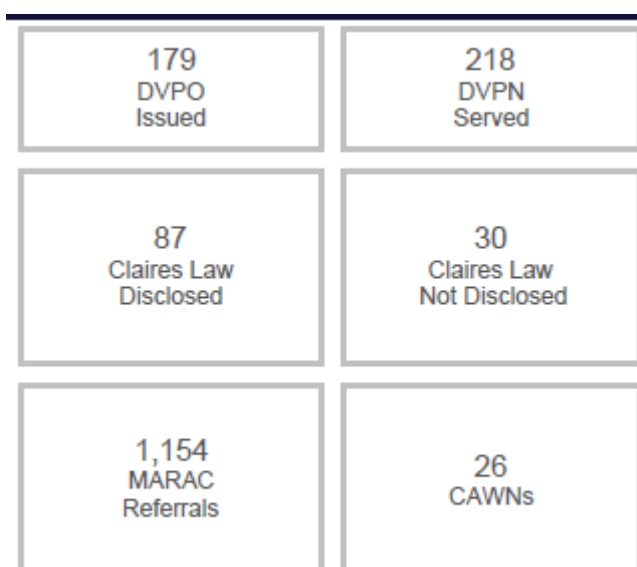 179
DVPO
Issued
218
DVPN
Served
87
Claires Law
Disclosed
30
Claires Law
Not Disclosed
1,154
MARAC
Referrals
26
CAWNs